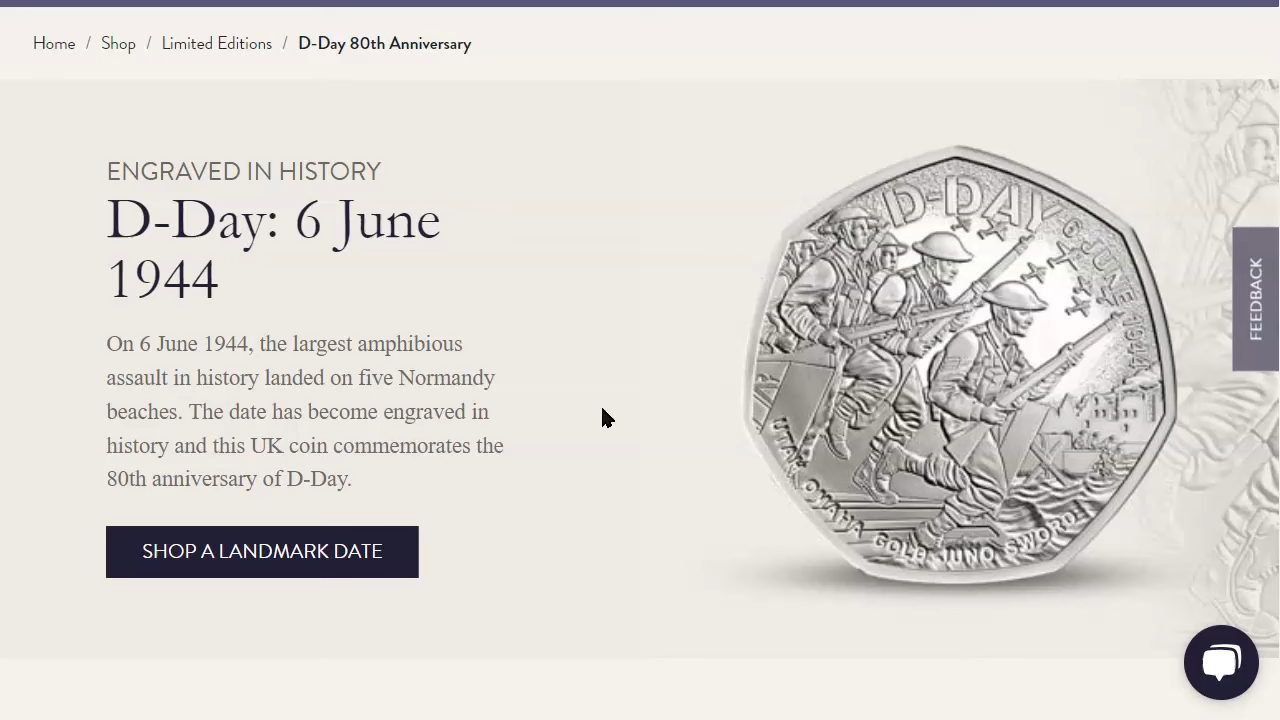 Home / Shop / Limited Editions / D-Day 80th Anniversary
ENGRAVED IN HISTORY
D-Day: 6 June
1944
On 6 June 1944, the largest amphibious
assault in history landed on five Normandy
beaches. The date has become engraved in
history and this UK coin commemorates the
80th anniversary of D-Day.
SHOP A LANDMARK DATE
D-DAY 6 JUNE 1944
UTAH OMAHA GOLD JUNO SWORD
FEEDBACK